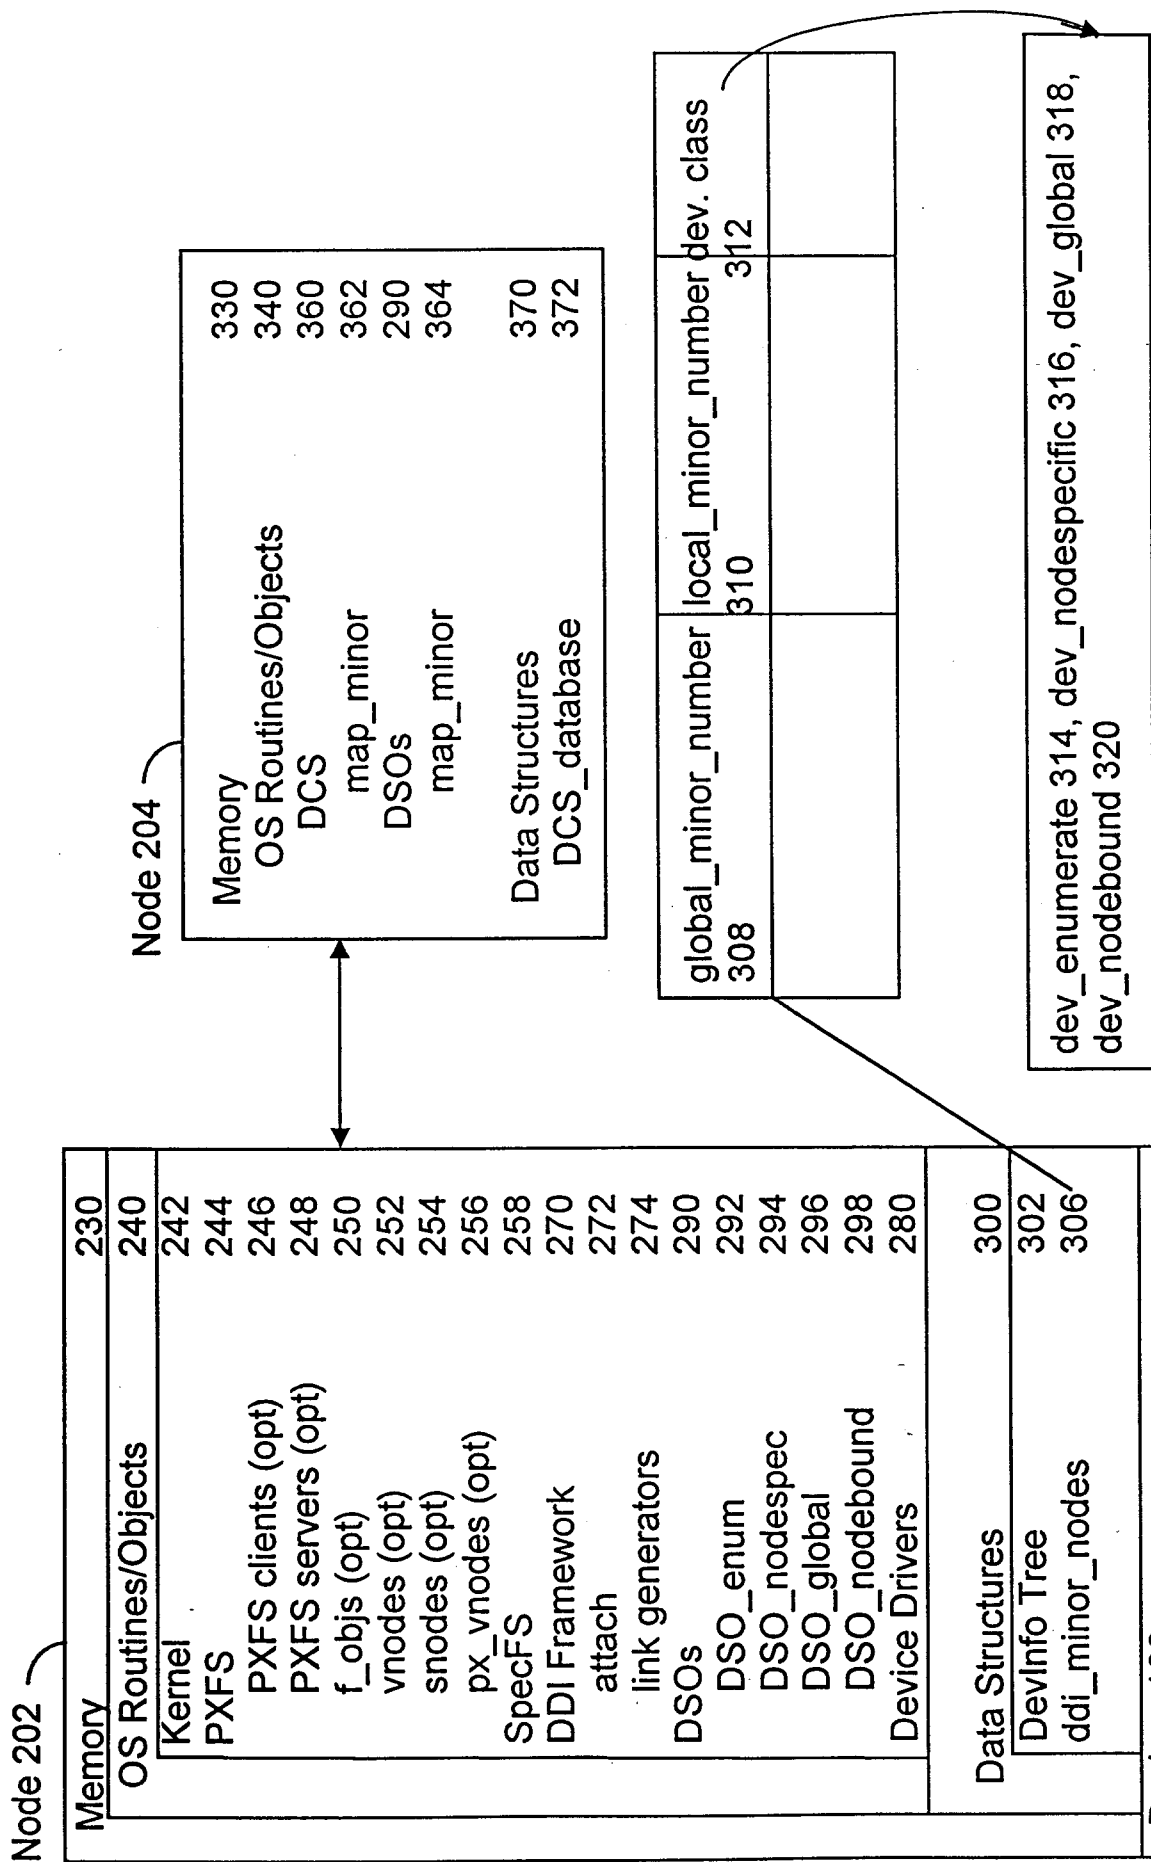 Node 202
Memory 230
OS Routines/Objects 240
Kernel 242
PXFS 244
PXFS clients (opt) 246
PXFS servers (opt) 248
f_objs (opt) 250
vnodes (opt) 252
snodes (opt) 254
px_vnodes (opt) 256
SpecFS 258
DDI Framework 270
attach 272
link generators 274
DSOs 290
DSO_enum 292
DSO_nodespec 294
DSO_global 296
DSO_nodebound 298
Device Drivers 280
Data Structures 300
DevInfo Tree 302
ddi_minor_nodes 306
Node 204
Memory 330
OS Routines/Objects 340
DCS 360
map_minor 362
DSOs 290
map_minor 364
Data Structures 370
DCS_database 372
global_minor_number local_minor_number dev. class
308 310 312
dev_enumerate 314, dev_nodespecific 316, dev_global 318,
dev_nodebound 320